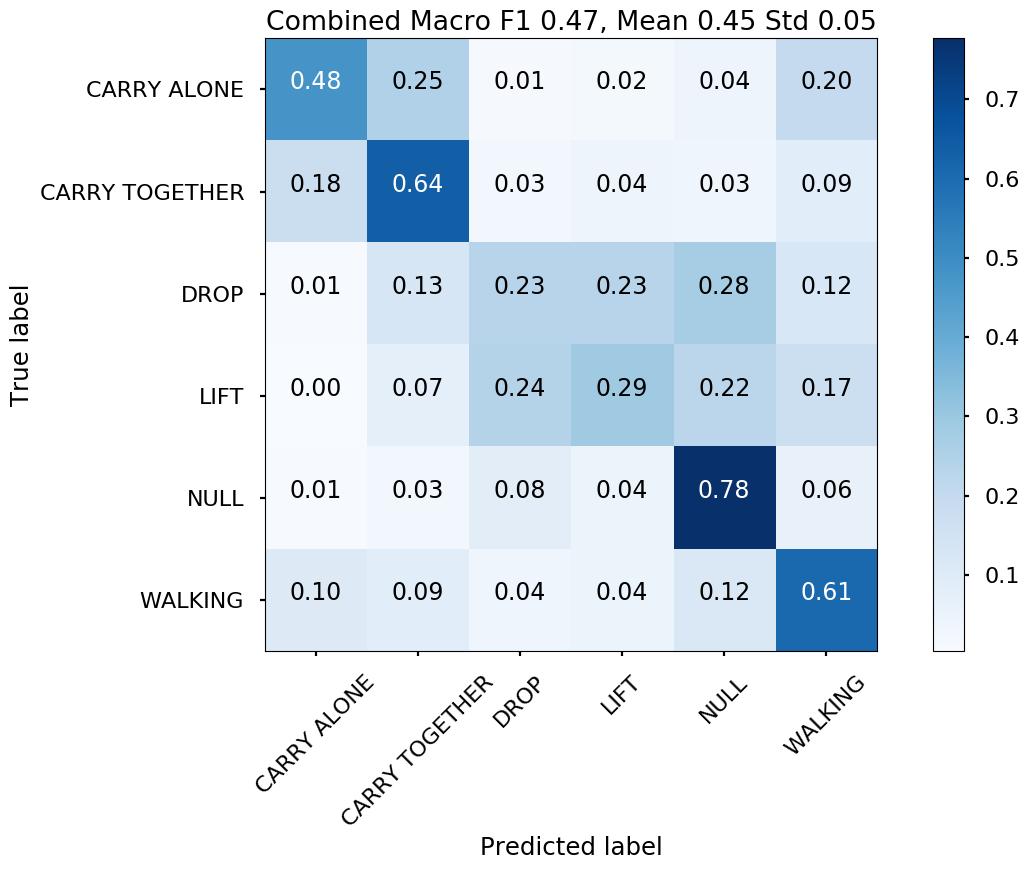 Combined Macro F1 0.47, Mean 0.45 Std 0.05
CARRY ALONE 0.48 0.25 0.01 0.02 0.04 0.20
CARRY TOGETHER 0.18 0.64 0.03 0.04 0.03 0.09
DROP 0.01 0.13 0.23 0.23 0.28 0.12
LIFT 0.00 0.07 0.24 0.29 0.22 0.17
NULL 0.01 0.03 0.08 0.04 0.78 0.06
WALKING 0.10 0.09 0.04 0.04 0.12 0.61
True label
CARRY ALONE
CARRY TOGETHER
DROP
LIFT
NULL
WALKING
Predicted label
0.7
0.6
0.5
0.4
0.3
0.2
0.1